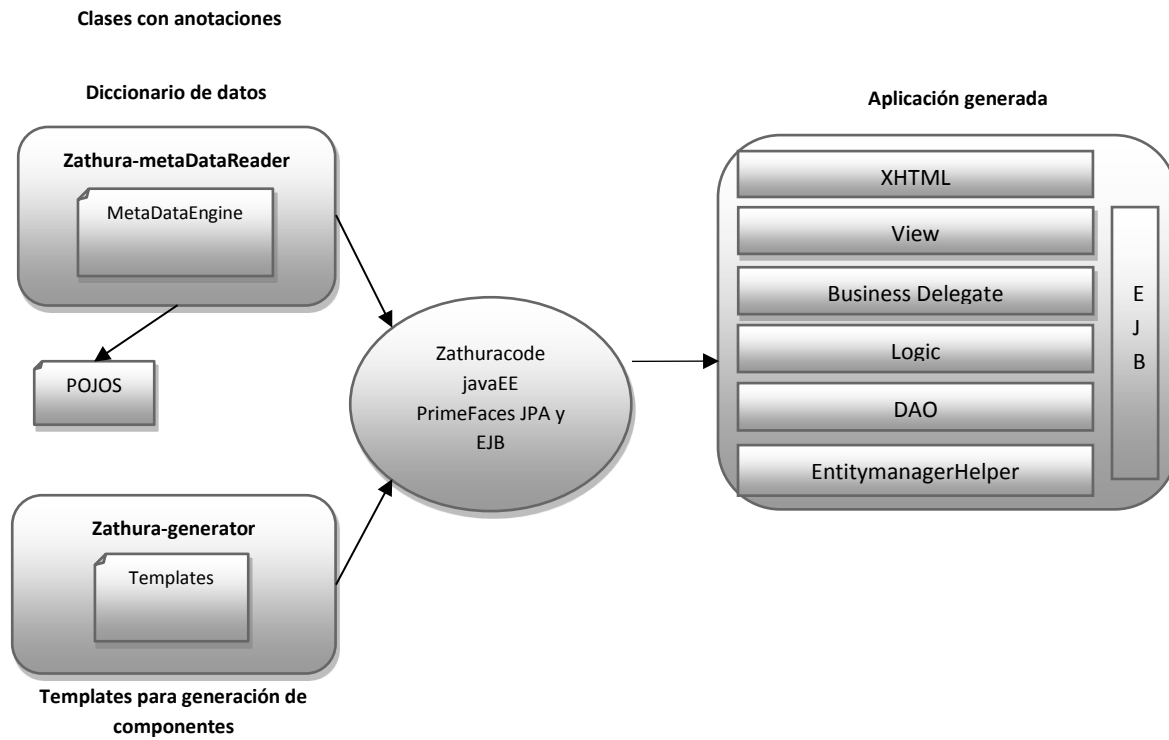 Clases con anotaciones
Diccionario de datos
Zathura-metaDataReader
MetaDataEngine
POJOS
Zathura-generator
Templates
Templates para generación de
componentes
Zathuracode
javaEE
PrimeFaces JPA y
EJB
Aplicación generada
XHTML
View
Business Delegate
Logic
DAO
EntitymanagerHelper
E
J
B